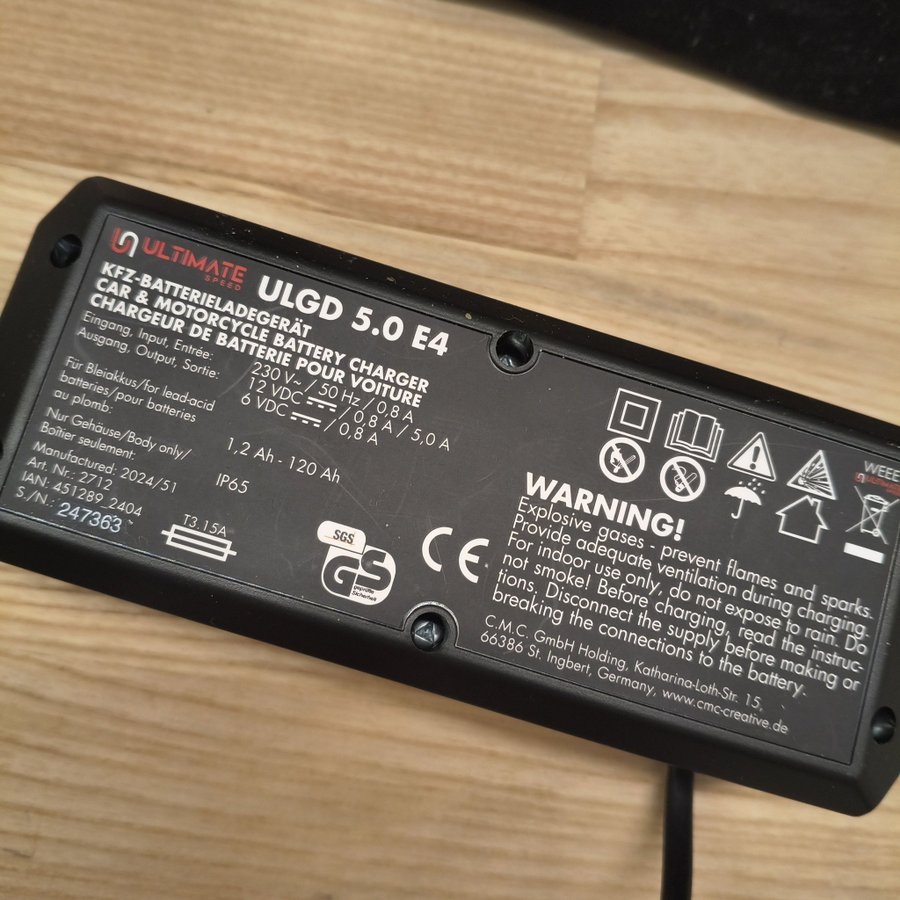 ULTIMATE
SPEED
ULGD 5.0 E4
KFZ-BATTERIELADEGERÄT
CAR & MOTORCYCLE BATTERY CHARGER
CHARGEUR DE BATTERIE POUR VOITURE
Eingang, Input, Entrée: 230 V~ / 50 Hz / 0,8 A
Ausgang, Output, Sortie: 12 VDC / 0,8 A / 5,0 A
6 VDC / 0,8 A
Für Bleiakkus/for lead-acid
batteries/pour batteries
au plomb: 1,2 Ah - 120 Ah
Nur Gehäuse/Body only/
Boîtier seulement: IP65
Manufactured: 2024/51
Art. Nr.: 2712
IAN: 451289_2404
S/N.: 247363
T3.15A
SGS
GS
geprüfte
Sicherheit
CE
WEEE
WARNING!
Explosive gases - prevent flames and sparks.
Provide adequate ventilation during charging.
For indoor use only, do not expose to rain. Do
not smoke! Before charging, read the instruc-
tions. Disconnect the supply before making or
breaking the connections to the battery.
C.M.C. GmbH Holding, Katharina-Loth-Str. 15,
66386 St. Ingbert, Germany, www.cmc-creative.de